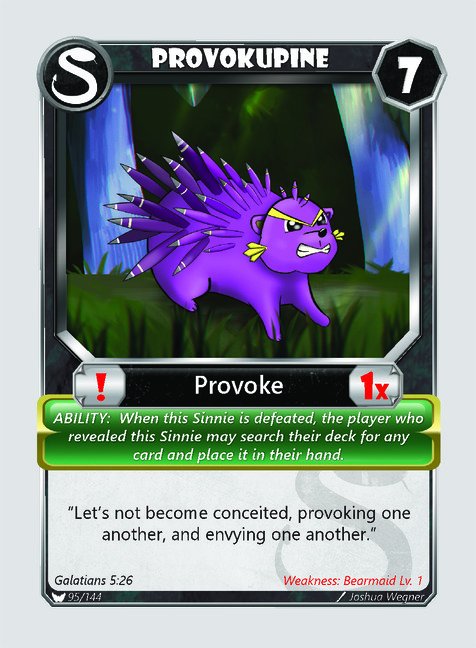 S
PROVOKUPINE
7
!
Provoke
1x
ABILITY: When this Sinnie is defeated, the player who
revealed this Sinnie may search their deck for any
card and place it in their hand.
"Let's not become conceited, provoking one
another, and envying one another."
Galatians 5:26
Weakness: Bearmaid Lv. 1
95/144
Joshua Wegner